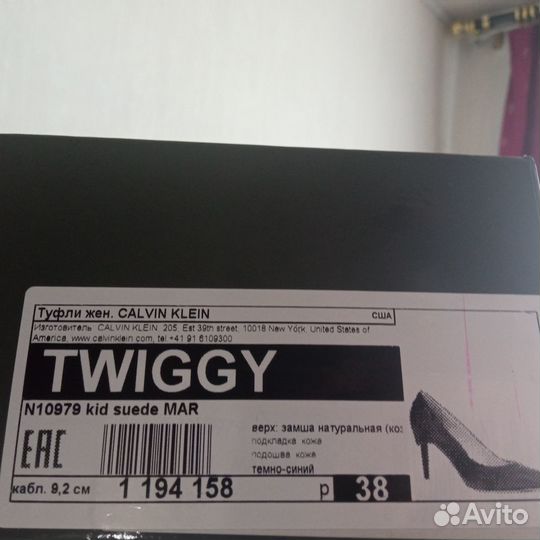 Туфли жен. CALVIN KLEIN
США
Изготовитель CALVIN KLEIN 205, Est 39th street, 10018 New York, United States of
America, www.calvinklein.com, tel +41 91 6109300
TWIGGY
N10979 kid suede MAR
верх: замша натуральная (коз
подкладка кожа
подошва кожа
темно-синий
EAC
кабл. 9,2 см
1 194 158
р 38
Avito